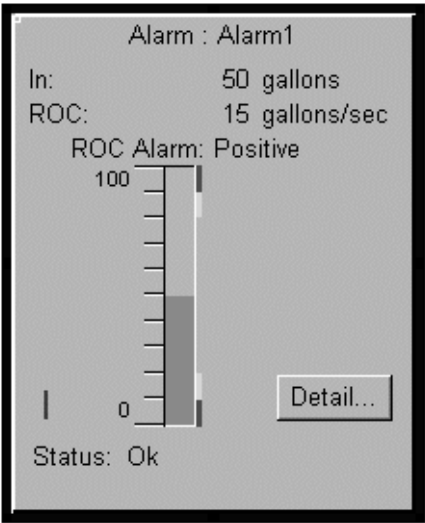 Alarm : Alarm1
In: 50 gallons
ROC: 15 gallons/sec
ROC Alarm: Positive
100
0
Detail...
Status: Ok